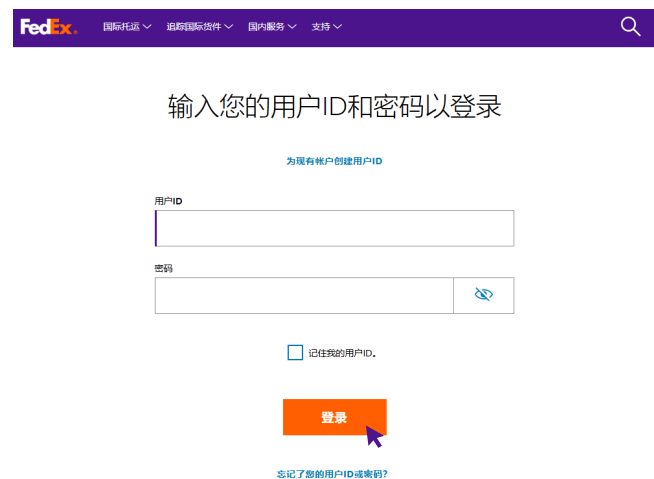 FedEx. 国际托运 追踪国际货件 国内服务 支持
输入您的用户ID和密码以登录
为现有帐户创建用户ID
用户ID
密码
记住我的用户ID。
登录
忘记了您的用户ID或密码?